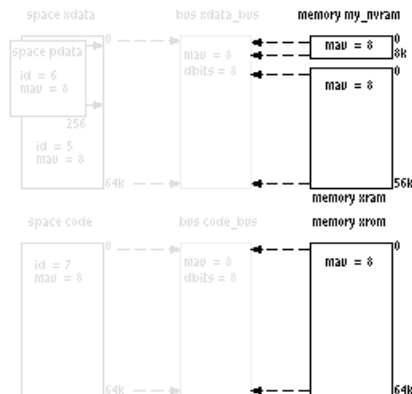 space xdata
bus xdata_bus
memory my_nvram
0
0
space pdata
mau = 8
8k
mau = 8
dbits = 8
0
id = 6
mau = 8
mau = 8
256
id = 5
mau = 8
64k
56k
memory xram
space code
bus code_bus
memory xrom
0
0
id = 7
mau = 8
mau = 8
dbits = 8
mau = 8
64k
64k